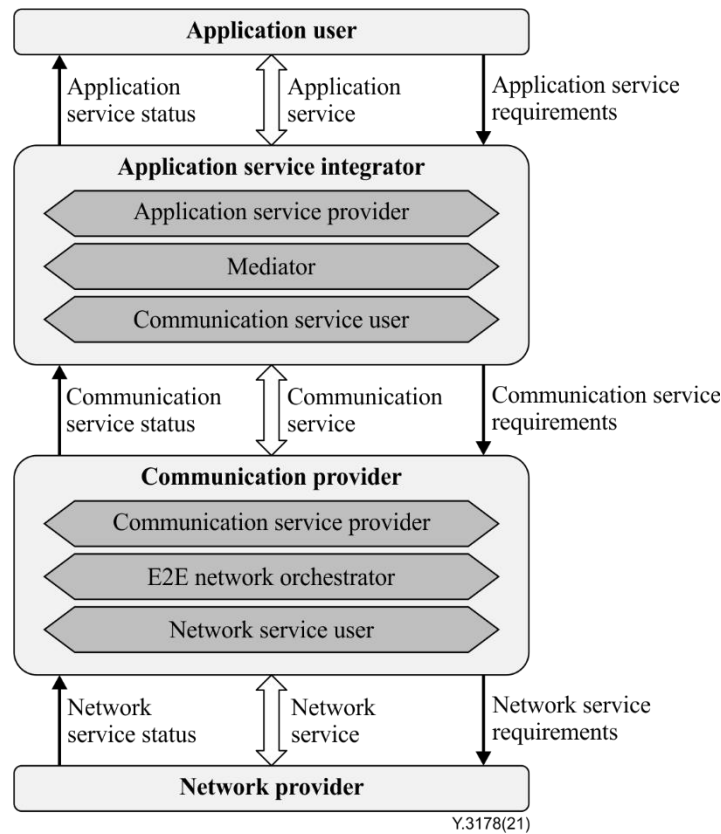 Application user
Application
service status
Application
service
Application service
requirements
Application service integrator
Application service provider
Mediator
Communication service user
Communication
service status
Communication
service
Communication service
requirements
Communication provider
Communication service provider
E2E network orchestrator
Network service user
Network
service status
Network
service
Network service
requirements
Network provider
Y.3178(21)